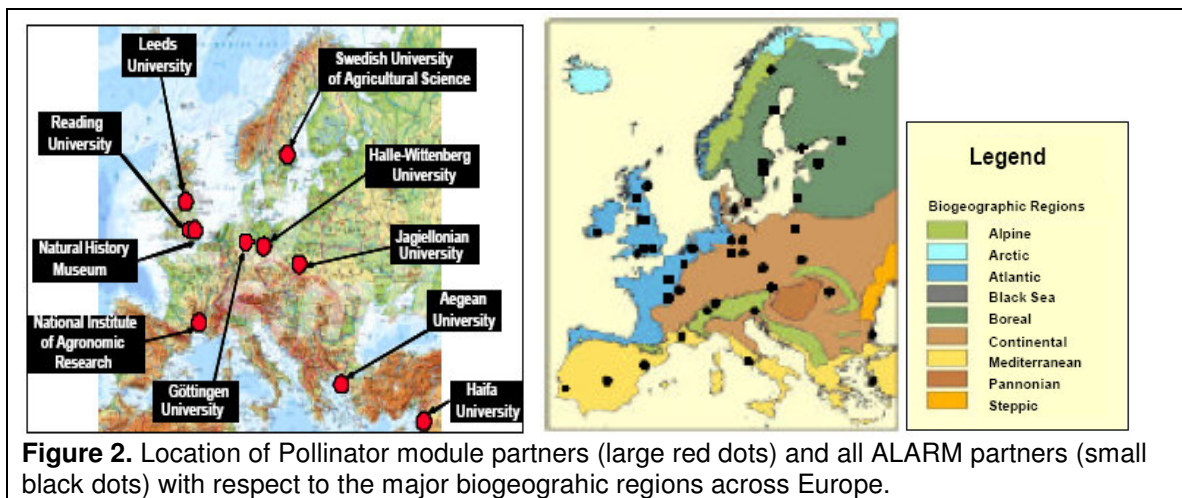 Leeds
University
Swedish University
of Agricultural Science
Reading
University
Halle-Wittenberg
University
Natural History
Museum
Jagiellonian
University
National Institute
of Agronomic
Research
Aegean
University
Göttingen
University
Haifa
University
Legend
Biogeographic Regions
Alpine
Arctic
Atlantic
Black Sea
Boreal
Continental
Mediterranean
Pannonian
Steppic
Figure 2. Location of Pollinator module partners (large red dots) and all ALARM partners (small
black dots) with respect to the major biogeograhic regions across Europe.